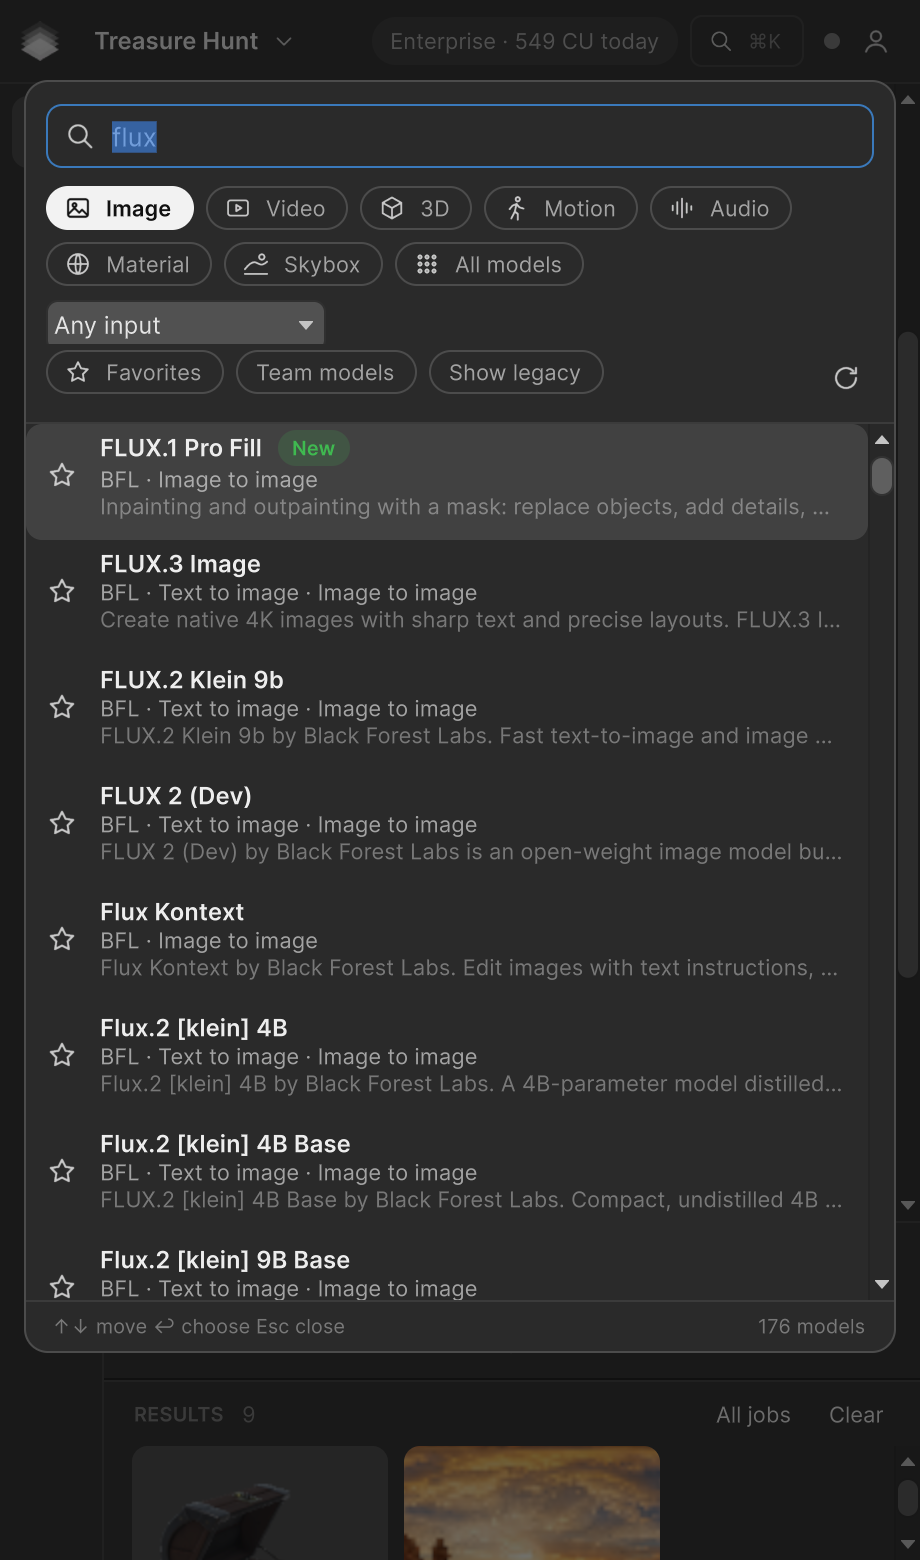 Treasure Hunt
Enterprise · 549 CU today
⌘K
flux
Image
Video
3D
Motion
Audio
Material
Skybox
All models
Any input
Favorites
Team models
Show legacy
FLUX.1 Pro Fill New
BFL · Image to image
Inpainting and outpainting with a mask: replace objects, add details, ...
FLUX.3 Image
BFL · Text to image · Image to image
Create native 4K images with sharp text and precise layouts. FLUX.3 I...
FLUX.2 Klein 9b
BFL · Text to image · Image to image
FLUX.2 Klein 9b by Black Forest Labs. Fast text-to-image and image ...
FLUX 2 (Dev)
BFL · Text to image · Image to image
FLUX 2 (Dev) by Black Forest Labs is an open-weight image model bu...
Flux Kontext
BFL · Image to image
Flux Kontext by Black Forest Labs. Edit images with text instructions, ...
Flux.2 [klein] 4B
BFL · Text to image · Image to image
Flux.2 [klein] 4B by Black Forest Labs. A 4B-parameter model distilled...
Flux.2 [klein] 4B Base
BFL · Text to image · Image to image
FLUX.2 [klein] 4B Base by Black Forest Labs. Compact, undistilled 4B ...
Flux.2 [klein] 9B Base
BFL · Text to image · Image to image
↑↓ move ↩ choose Esc close
176 models
RESULTS 9
All jobs
Clear